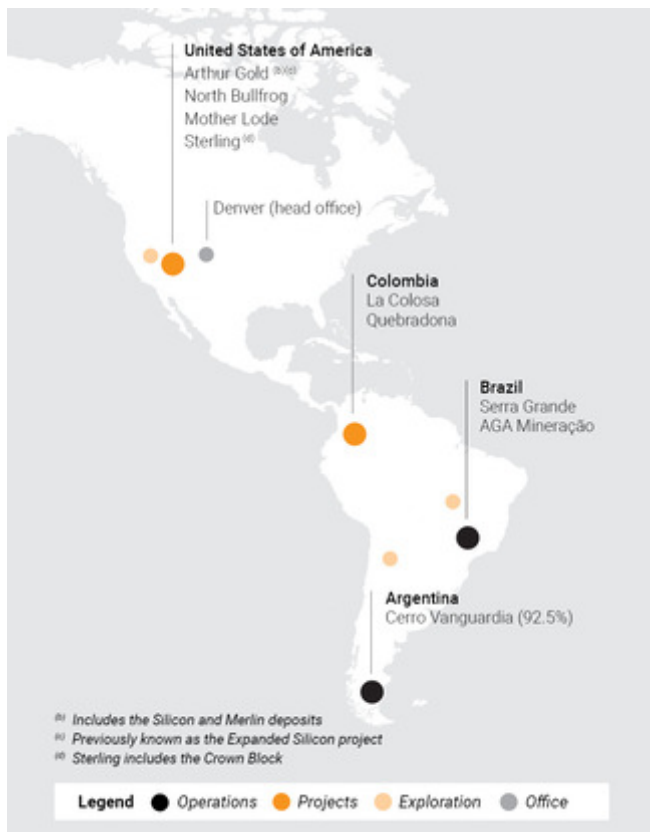 United States of America
Arthur Gold (b)(c)
North Bullfrog
Mother Lode
Sterling (d)
Denver (head office)
Colombia
La Colosa
Quebradona
Brazil
Serra Grande
AGA Mineração
Argentina
Cerro Vanguardia (92.5%)
(b) Includes the Silicon and Merlin deposits
(c) Previously known as the Expanded Silicon project
(d) Sterling includes the Crown Block
Legend Operations Projects Exploration Office